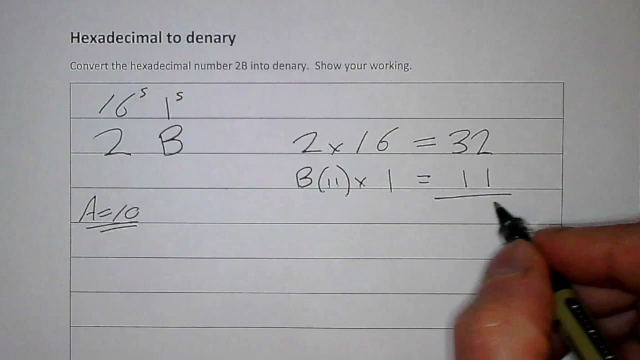 Hexadecimal to denary
Convert the hexadecimal number 2B into denary. Show your working.
16s 1s
2 B 2 x 16 = 32
B(11) x 1 = 11
A=10